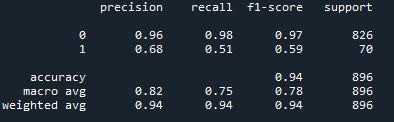 precision recall f1-score support
0 0.96 0.98 0.97 826
1 0.68 0.51 0.59 70
accuracy 0.94 896
macro avg 0.82 0.75 0.78 896
weighted avg 0.94 0.94 0.94 896